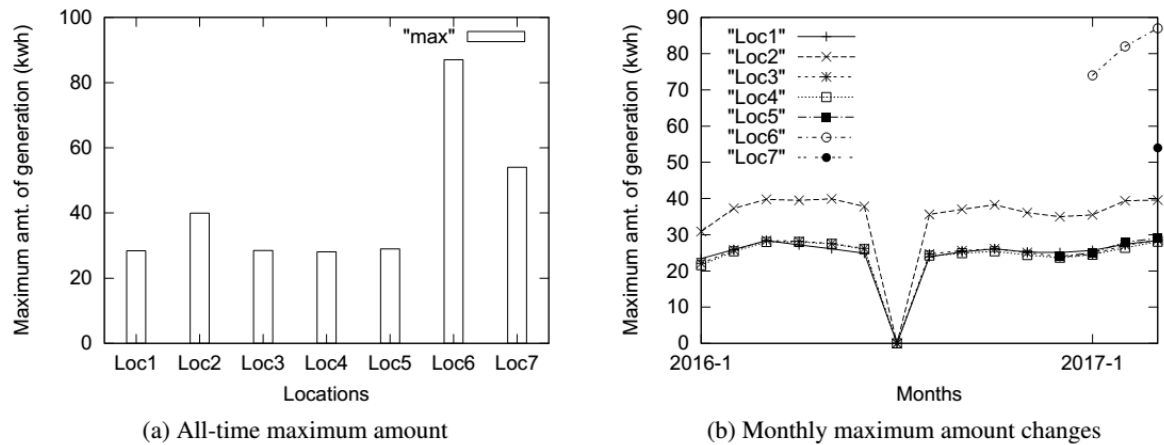 Maximum amt. of generation (kwh)
100
80
60
40
20
0
"max"
Loc1 Loc2 Loc3 Loc4 Loc5 Loc6 Loc7
Locations
(a) All-time maximum amount
Maximum amt. of generation (kwh)
90
80
70
60
50
40
30
20
10
0
"Loc1"
"Loc2"
"Loc3"
"Loc4"
"Loc5"
"Loc6"
"Loc7"
2016-1 2017-1
Months
(b) Monthly maximum amount changes